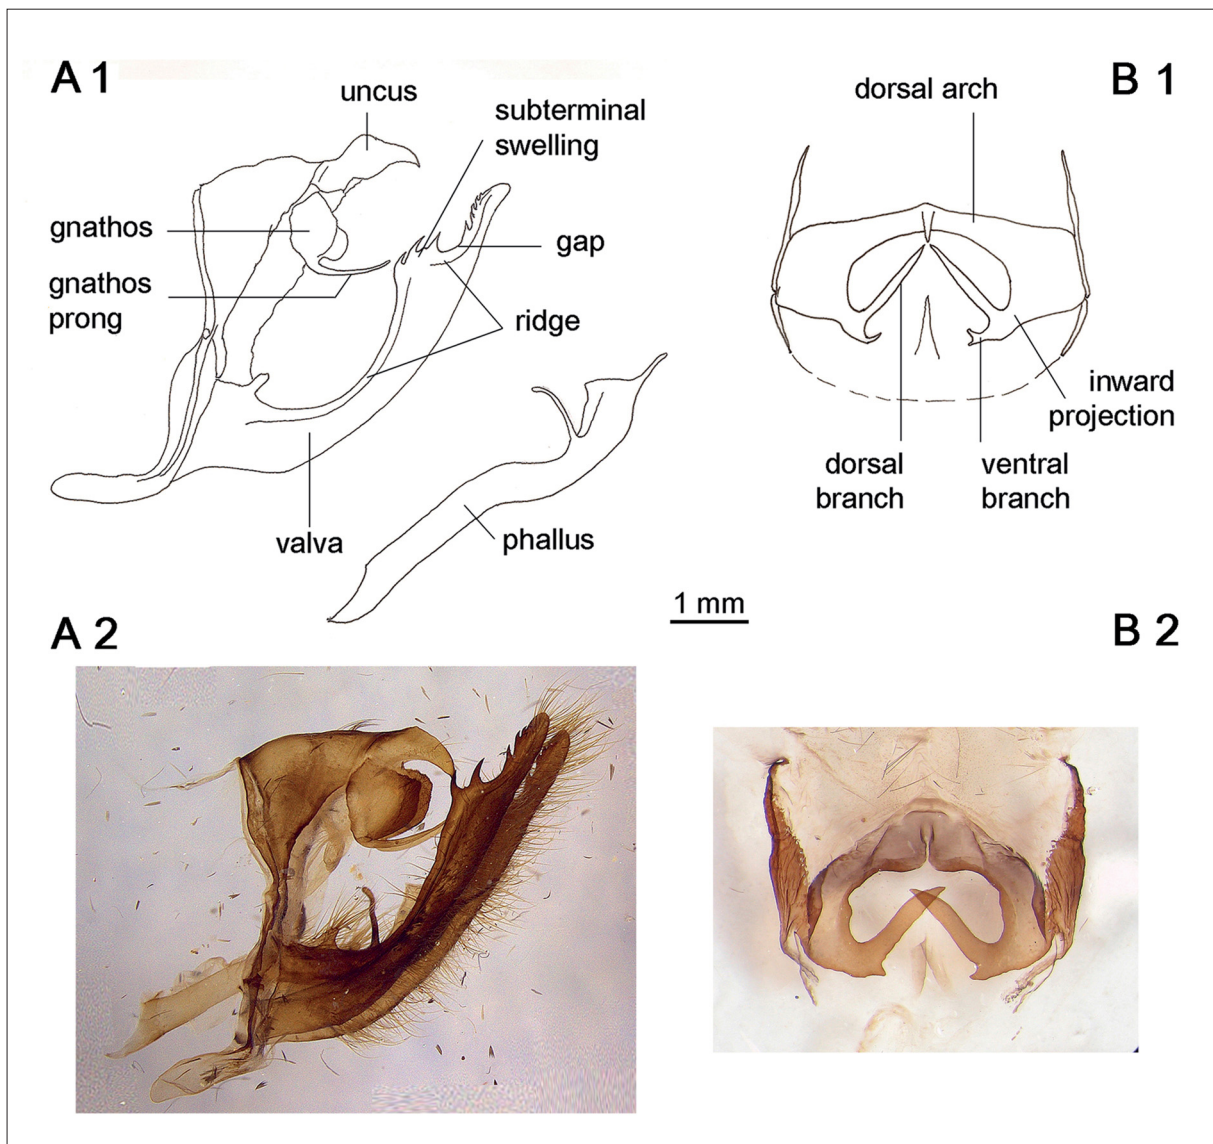 A 1
uncus
subterminal
swelling
gnathos
gap
gnathos
prong
ridge
valva
phallus
B 1
dorsal arch
inward
projection
dorsal
branch
ventral
branch
1 mm
A 2
B 2